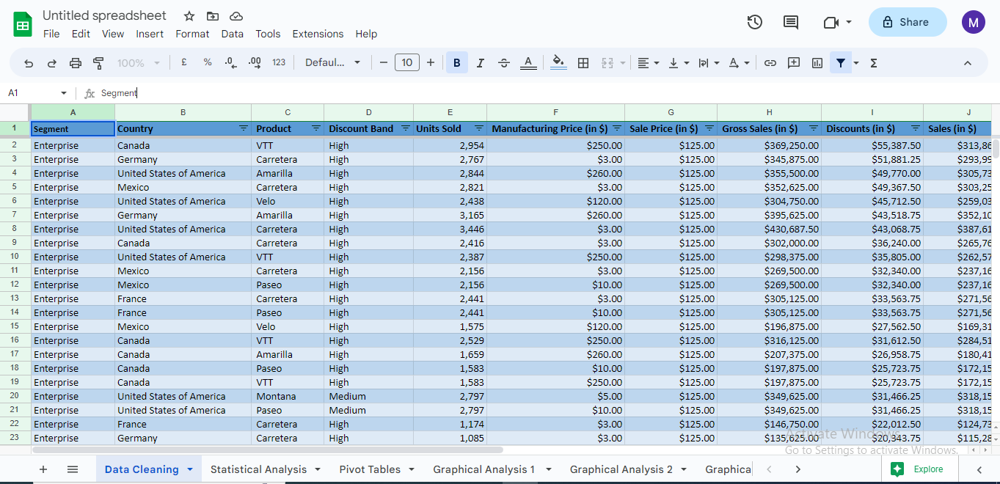 Untitled spreadsheet
File Edit View Insert Format Data Tools Extensions Help
Share
M
100% £ % .0 .00 123 Defaul... 10 B I A A Σ
A1 fx Segment
A B C D E F G H I J
1 Segment Country Product Discount Band Units Sold Manufacturing Price (in $) Sale Price (in $) Gross Sales (in $) Discounts (in $) Sales (in $)
2 Enterprise Canada VTT High 2,954 $250.00 $125.00 $369,250.00 $55,387.50 $313,86
3 Enterprise Germany Carretera High 2,767 $3.00 $125.00 $345,875.00 $51,881.25 $293,99
4 Enterprise United States of America Amarilla High 2,844 $260.00 $125.00 $355,500.00 $49,770.00 $305,73
5 Enterprise Mexico Carretera High 2,821 $3.00 $125.00 $352,625.00 $49,367.50 $303,25
6 Enterprise United States of America Velo High 2,438 $120.00 $125.00 $304,750.00 $45,712.50 $259,03
7 Enterprise Germany Amarilla High 3,165 $260.00 $125.00 $395,625.00 $43,518.75 $352,10
8 Enterprise United States of America Carretera High 3,446 $3.00 $125.00 $430,687.50 $43,068.75 $387,61
9 Enterprise Canada Carretera High 2,416 $3.00 $125.00 $302,000.00 $36,240.00 $265,76
10 Enterprise United States of America VTT High 2,387 $250.00 $125.00 $298,375.00 $35,805.00 $262,57
11 Enterprise Mexico Carretera High 2,156 $3.00 $125.00 $269,500.00 $32,340.00 $237,16
12 Enterprise Mexico Paseo High 2,156 $10.00 $125.00 $269,500.00 $32,340.00 $237,16
13 Enterprise France Carretera High 2,441 $3.00 $125.00 $305,125.00 $33,563.75 $271,56
14 Enterprise France Paseo High 2,441 $10.00 $125.00 $305,125.00 $33,563.75 $271,56
15 Enterprise Mexico Velo High 1,575 $120.00 $125.00 $196,875.00 $27,562.50 $169,31
16 Enterprise Canada VTT High 2,529 $250.00 $125.00 $316,125.00 $31,612.50 $284,51
17 Enterprise Canada Amarilla High 1,659 $260.00 $125.00 $207,375.00 $26,958.75 $180,41
18 Enterprise Canada Paseo High 1,583 $10.00 $125.00 $197,875.00 $25,723.75 $172,15
19 Enterprise Canada VTT High 1,583 $250.00 $125.00 $197,875.00 $25,723.75 $172,15
20 Enterprise United States of America Montana Medium 2,797 $5.00 $125.00 $349,625.00 $31,466.25 $318,15
21 Enterprise United States of America Paseo Medium 2,797 $10.00 $125.00 $349,625.00 $31,466.25 $318,15
22 Enterprise France Carretera High 1,174 $3.00 $125.00 $146,750.00 $22,012.50 $124,73
23 Enterprise Germany Carretera High 1,085 $3.00 $125.00 $135,625.00 $20,343.75 $115,28
Activate Windows
Go to Settings to activate Windows.
Data Cleaning Statistical Analysis Pivot Tables Graphical Analysis 1 Graphical Analysis 2 Graphica Explore